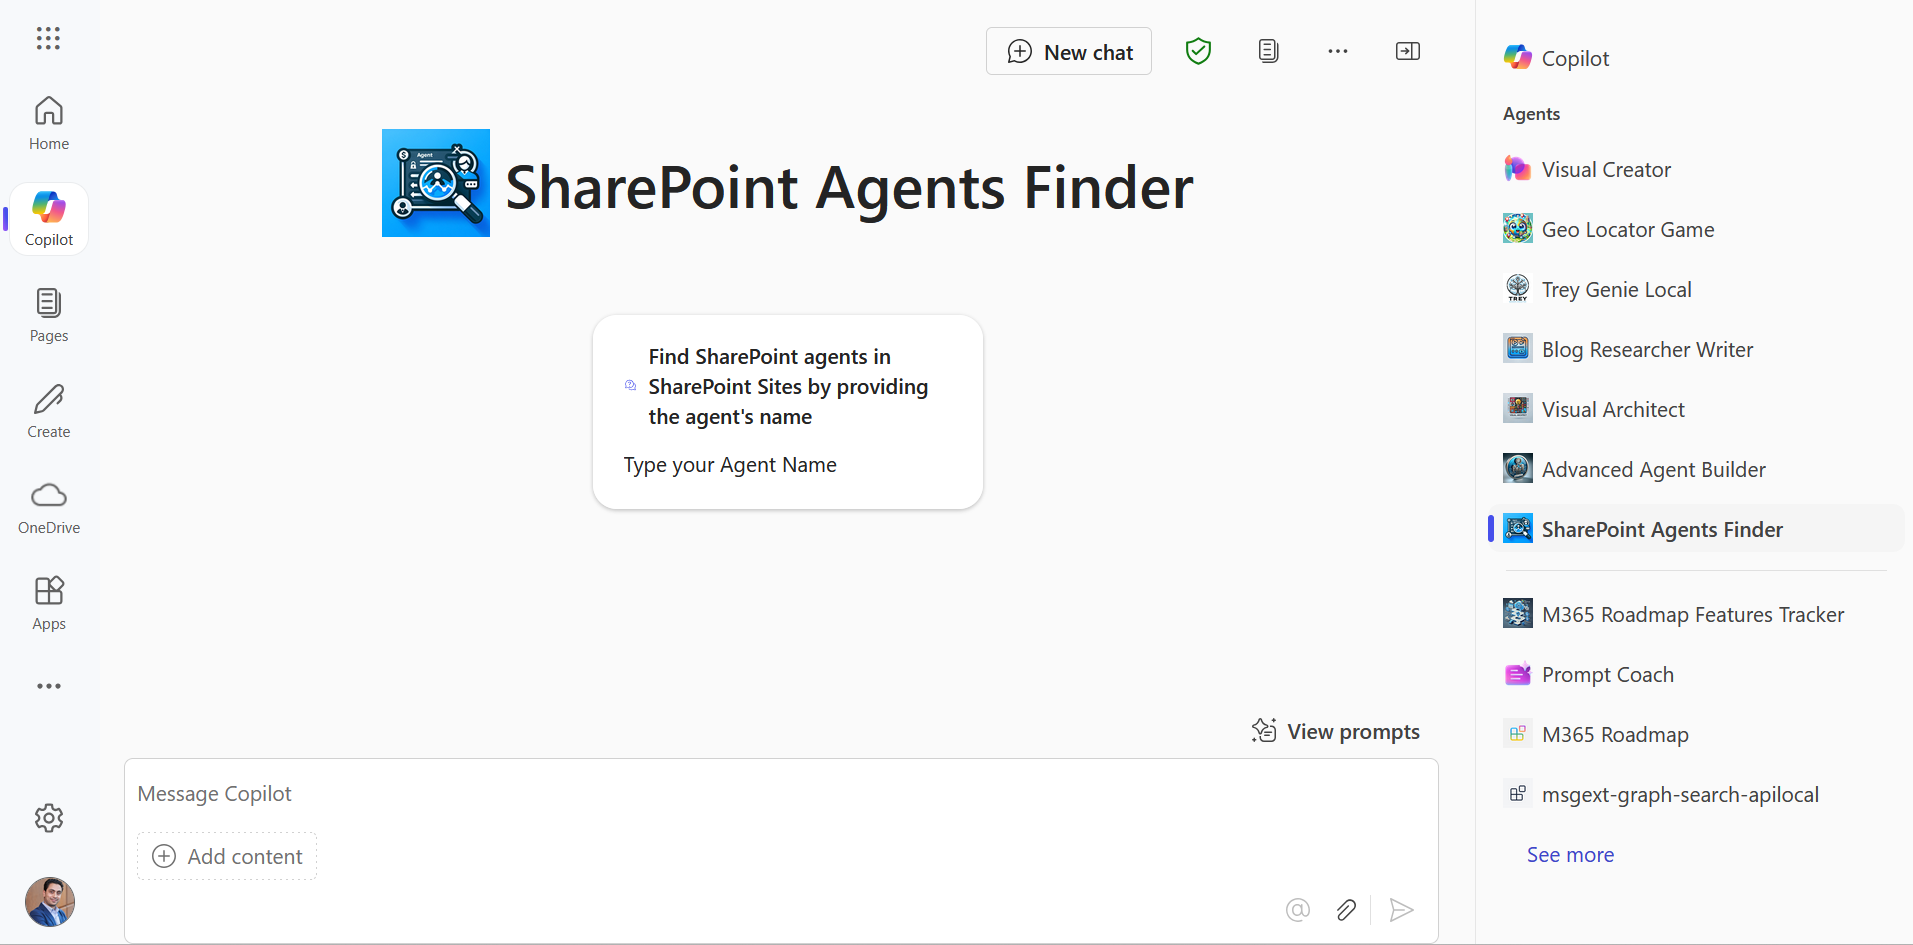 Home
Copilot
Pages
Create
OneDrive
Apps
New chat
Agent
SharePoint Agents Finder
Find SharePoint agents in
SharePoint Sites by providing
the agent's name
Type your Agent Name
View prompts
Message Copilot
Add content
Copilot
Agents
Visual Creator
Geo Locator Game
TREY
Trey Genie Local
Blog Researcher Writer
Visual Architect
Advanced Agent Builder
SharePoint Agents Finder
M365 Roadmap Features Tracker
Prompt Coach
M365 Roadmap
msgext-graph-search-apilocal
See more